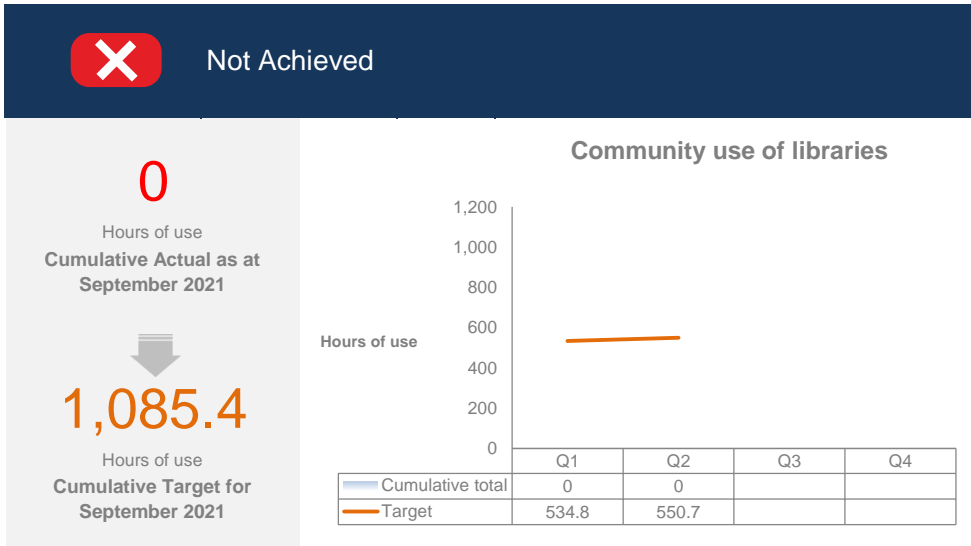 Not Achieved
0
Hours of use
Cumulative Actual as at
September 2021
1,085.4
Hours of use
Cumulative Target for
September 2021
Community use of libraries
Hours of use
1,200
1,000
800
600
400
200
0
Q1 Q2 Q3 Q4
Cumulative total 0 0
Target 534.8 550.7